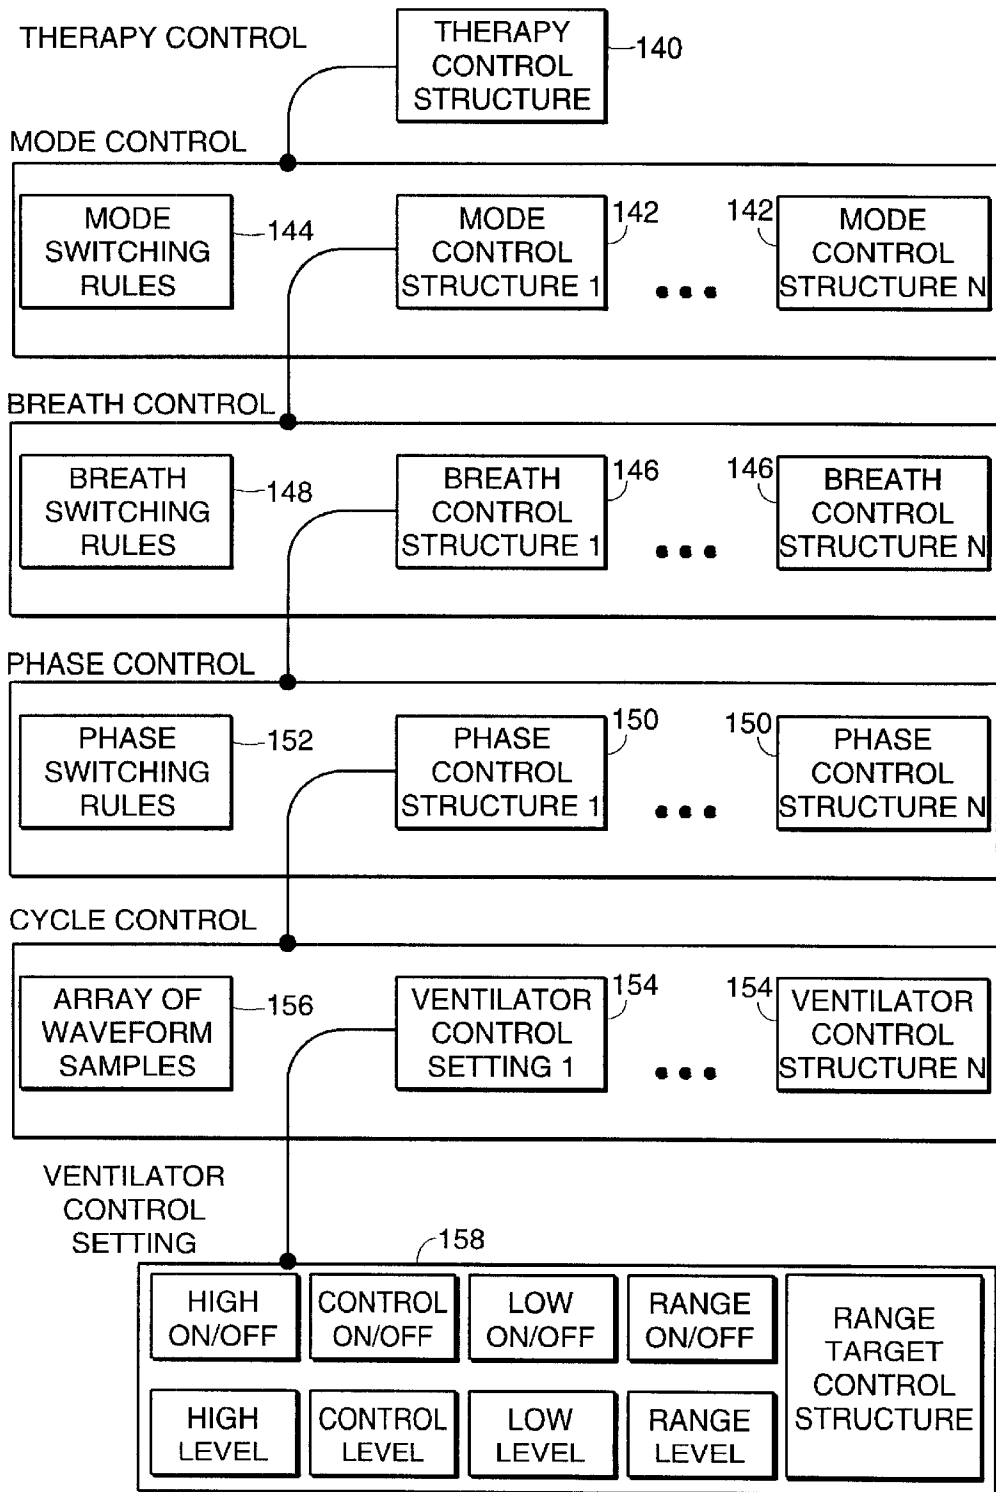 THERAPY CONTROL
THERAPY
CONTROL
STRUCTURE
140
MODE CONTROL
MODE
SWITCHING
RULES
144
MODE
CONTROL
STRUCTURE 1
142
142
MODE
CONTROL
STRUCTURE N
BREATH CONTROL
BREATH
SWITCHING
RULES
148
BREATH
CONTROL
STRUCTURE 1
146
146
BREATH
CONTROL
STRUCTURE N
PHASE CONTROL
PHASE
SWITCHING
RULES
152
PHASE
CONTROL
STRUCTURE 1
150
150
PHASE
CONTROL
STRUCTURE N
CYCLE CONTROL
ARRAY OF
WAVEFORM
SAMPLES
156
VENTILATOR
CONTROL
SETTING 1
154
154
VENTILATOR
CONTROL
STRUCTURE N
VENTILATOR
CONTROL
SETTING
158
HIGH
ON/OFF
CONTROL
ON/OFF
LOW
ON/OFF
RANGE
ON/OFF
RANGE
TARGET
CONTROL
STRUCTURE
HIGH
LEVEL
CONTROL
LEVEL
LOW
LEVEL
RANGE
LEVEL